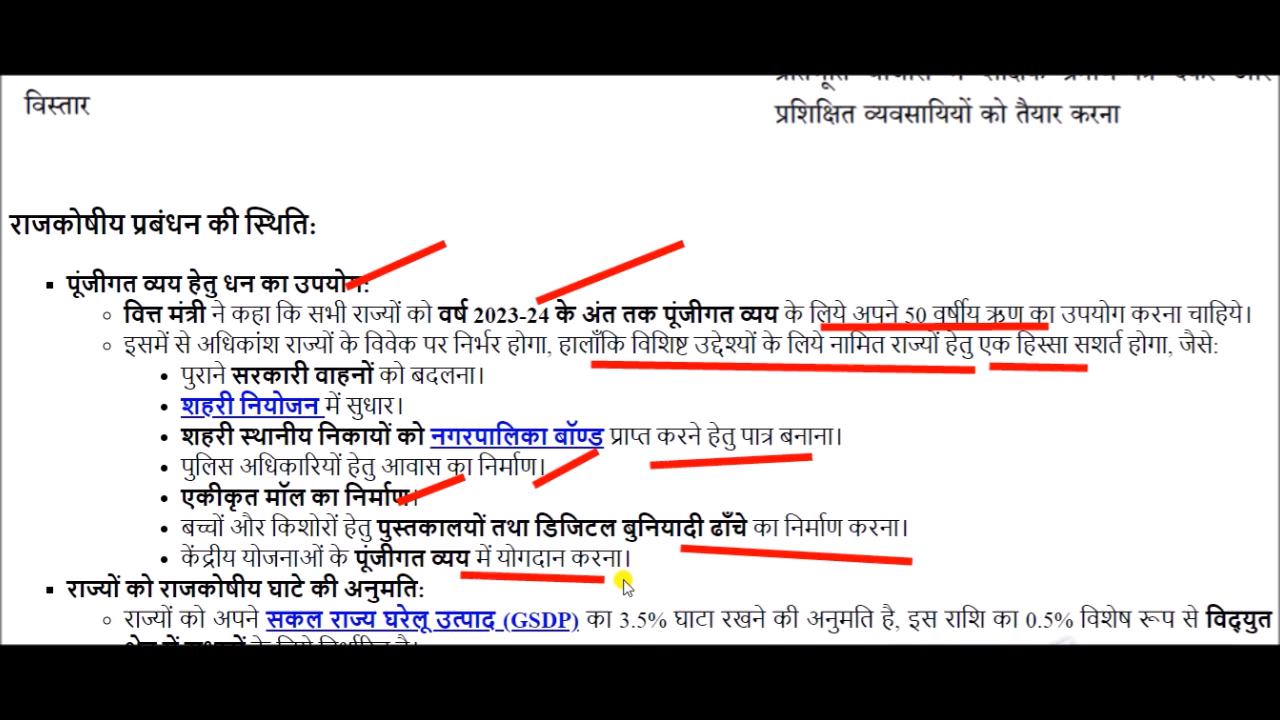 विस्तार
प्रशिक्षित व्यवसायियों को तैयार करना
राजकोषीय प्रबंधन की स्थिति:
पूंजीगत व्यय हेतु धन का उपयोग:
वित्त मंत्री ने कहा कि सभी राज्यों को वर्ष 2023-24 के अंत तक पूंजीगत व्यय के लिये अपने 50 वर्षीय ऋण का उपयोग करना चाहिये।
इसमें से अधिकांश राज्यों के विवेक पर निर्भर होगा, हालाँकि विशिष्ट उद्देश्यों के लिये नामित राज्यों हेतु एक हिस्सा सशर्त होगा, जैसे:
पुराने सरकारी वाहनों को बदलना।
शहरी नियोजन में सुधार।
शहरी स्थानीय निकायों को नगरपालिका बॉण्ड प्राप्त करने हेतु पात्र बनाना।
पुलिस अधिकारियों हेतु आवास का निर्माण।
एकीकृत मॉल का निर्माण।
बच्चों और किशोरों हेतु पुस्तकालयों तथा डिजिटल बुनियादी ढाँचे का निर्माण करना।
केंद्रीय योजनाओं के पूंजीगत व्यय में योगदान करना।
राज्यों को राजकोषीय घाटे की अनुमति:
राज्यों को अपने सकल राज्य घरेलू उत्पाद (GSDP) का 3.5% घाटा रखने की अनुमति है, इस राशि का 0.5% विशेष रूप से विद्युत